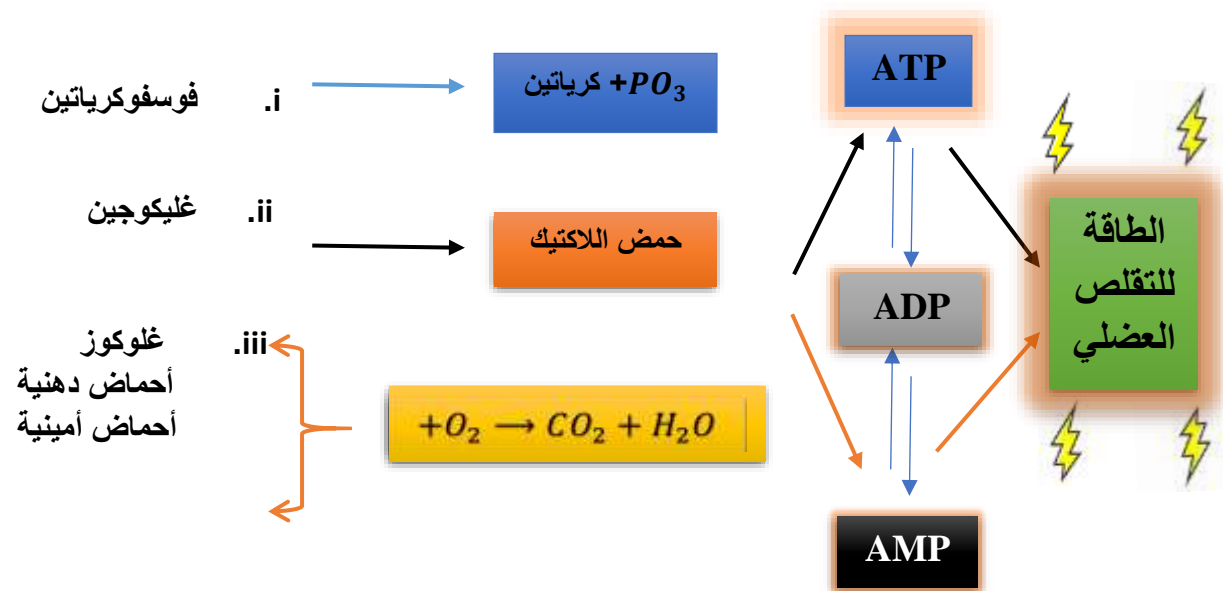 i. فوسفوكرياتين
كرياتين +PO₃
ATP
ii. غليكوجين
حمض اللاكتيك
ADP
الطاقة
للتقلص
العضلي
iii. غلوكوز
أحماض دهنية
أحماض أمينية
+O₂ → CO₂ + H₂O
AMP